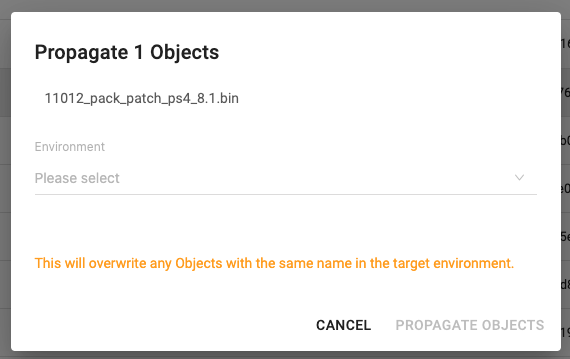 Propagate 1 Objects
11012_pack_patch_ps4_8.1.bin
Environment
Please select
This will overwrite any Objects with the same name in the target environment.
CANCEL PROPAGATE OBJECTS